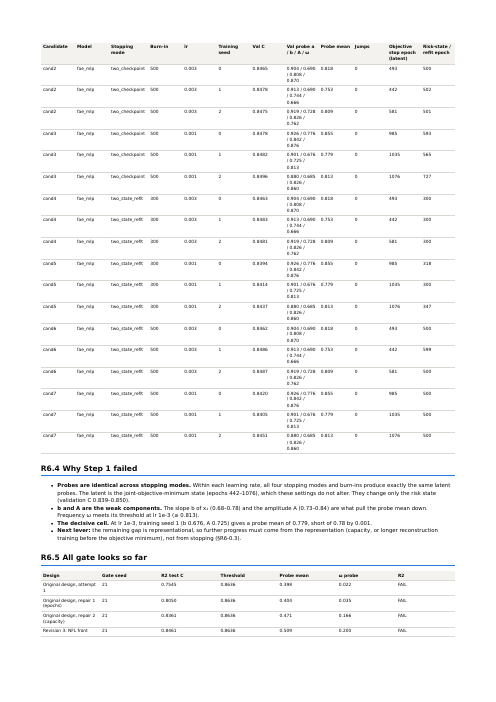 Candidate Model Stopping mode Burn-in lr Training seed Val C Val probe a / b / A / ω Probe mean Jumps Objective stop epoch (latent) Risk-state / refit epoch
cand2 fae_mlp two_checkpoint 500 0.003 0 0.8465 0.904 / 0.690 / 0.808 / 0.870 0.818 0 493 500
cand2 fae_mlp two_checkpoint 500 0.003 1 0.8478 0.913 / 0.690 / 0.744 / 0.666 0.753 0 442 502
cand2 fae_mlp two_checkpoint 500 0.003 2 0.8475 0.919 / 0.728 / 0.826 / 0.762 0.809 0 581 501
cand3 fae_mlp two_checkpoint 500 0.001 0 0.8478 0.926 / 0.776 / 0.842 / 0.876 0.855 0 985 593
cand3 fae_mlp two_checkpoint 500 0.001 1 0.8482 0.901 / 0.676 / 0.725 / 0.813 0.779 0 1035 565
cand3 fae_mlp two_checkpoint 500 0.001 2 0.8496 0.880 / 0.685 / 0.826 / 0.860 0.813 0 1076 727
cand4 fae_mlp two_state_refit 300 0.003 0 0.8463 0.904 / 0.690 / 0.808 / 0.870 0.818 0 493 300
cand4 fae_mlp two_state_refit 300 0.003 1 0.8483 0.913 / 0.690 / 0.744 / 0.666 0.753 0 442 300
cand4 fae_mlp two_state_refit 300 0.003 2 0.8481 0.919 / 0.728 / 0.826 / 0.762 0.809 0 581 300
cand5 fae_mlp two_state_refit 300 0.001 0 0.8394 0.926 / 0.776 / 0.842 / 0.876 0.855 0 985 318
cand5 fae_mlp two_state_refit 300 0.001 1 0.8414 0.901 / 0.676 / 0.725 / 0.813 0.779 0 1035 300
cand5 fae_mlp two_state_refit 300 0.001 2 0.8437 0.880 / 0.685 / 0.826 / 0.860 0.813 0 1076 347
cand6 fae_mlp two_state_refit 500 0.003 0 0.8462 0.904 / 0.690 / 0.808 / 0.870 0.818 0 493 500
cand6 fae_mlp two_state_refit 500 0.003 1 0.8486 0.913 / 0.690 / 0.744 / 0.666 0.753 0 442 599
cand6 fae_mlp two_state_refit 500 0.003 2 0.8487 0.919 / 0.728 / 0.826 / 0.762 0.809 0 581 500
cand7 fae_mlp two_state_refit 500 0.001 0 0.8420 0.926 / 0.776 / 0.842 / 0.876 0.855 0 985 500
cand7 fae_mlp two_state_refit 500 0.001 1 0.8405 0.901 / 0.676 / 0.725 / 0.813 0.779 0 1035 500
cand7 fae_mlp two_state_refit 500 0.001 2 0.8451 0.880 / 0.685 / 0.826 / 0.860 0.813 0 1076 500
R6.4 Why Step 1 failed
• Probes are identical across stopping modes. Within each learning rate, all four stopping modes and burn-ins produce exactly the same latent
probes. The latent is the joint-objective-minimum state (epochs 442–1076), which these settings do not alter. They change only the risk state
(validation C 0.839–0.850).
• b and A are the weak components. The slope b of x₁ (0.68–0.78) and the amplitude A (0.73–0.84) are what pull the probe mean down.
Frequency ω meets its threshold at lr 1e-3 (≥ 0.813).
• The decisive cell. At lr 1e-3, training seed 1 (b 0.676, A 0.725) gives a probe mean of 0.779, short of 0.78 by 0.001.
• Next lever: the remaining gap is representational, so further progress must come from the representation (capacity, or longer reconstruction
training before the objective minimum), not from stopping (§R6-0.3).
R6.5 All gate looks so far
Design Gate seed R2 test C Threshold Probe mean ω probe R2
Original design, attempt 1 21 0.7545 0.8636 0.398 0.022 FAIL
Original design, repair 1 (epochs) 21 0.8050 0.8636 0.404 0.035 FAIL
Original design, repair 2 (capacity) 21 0.8361 0.8636 0.471 0.166 FAIL
Revision 3: NFL front 21 0.8461 0.8636 0.509 0.200 FAIL